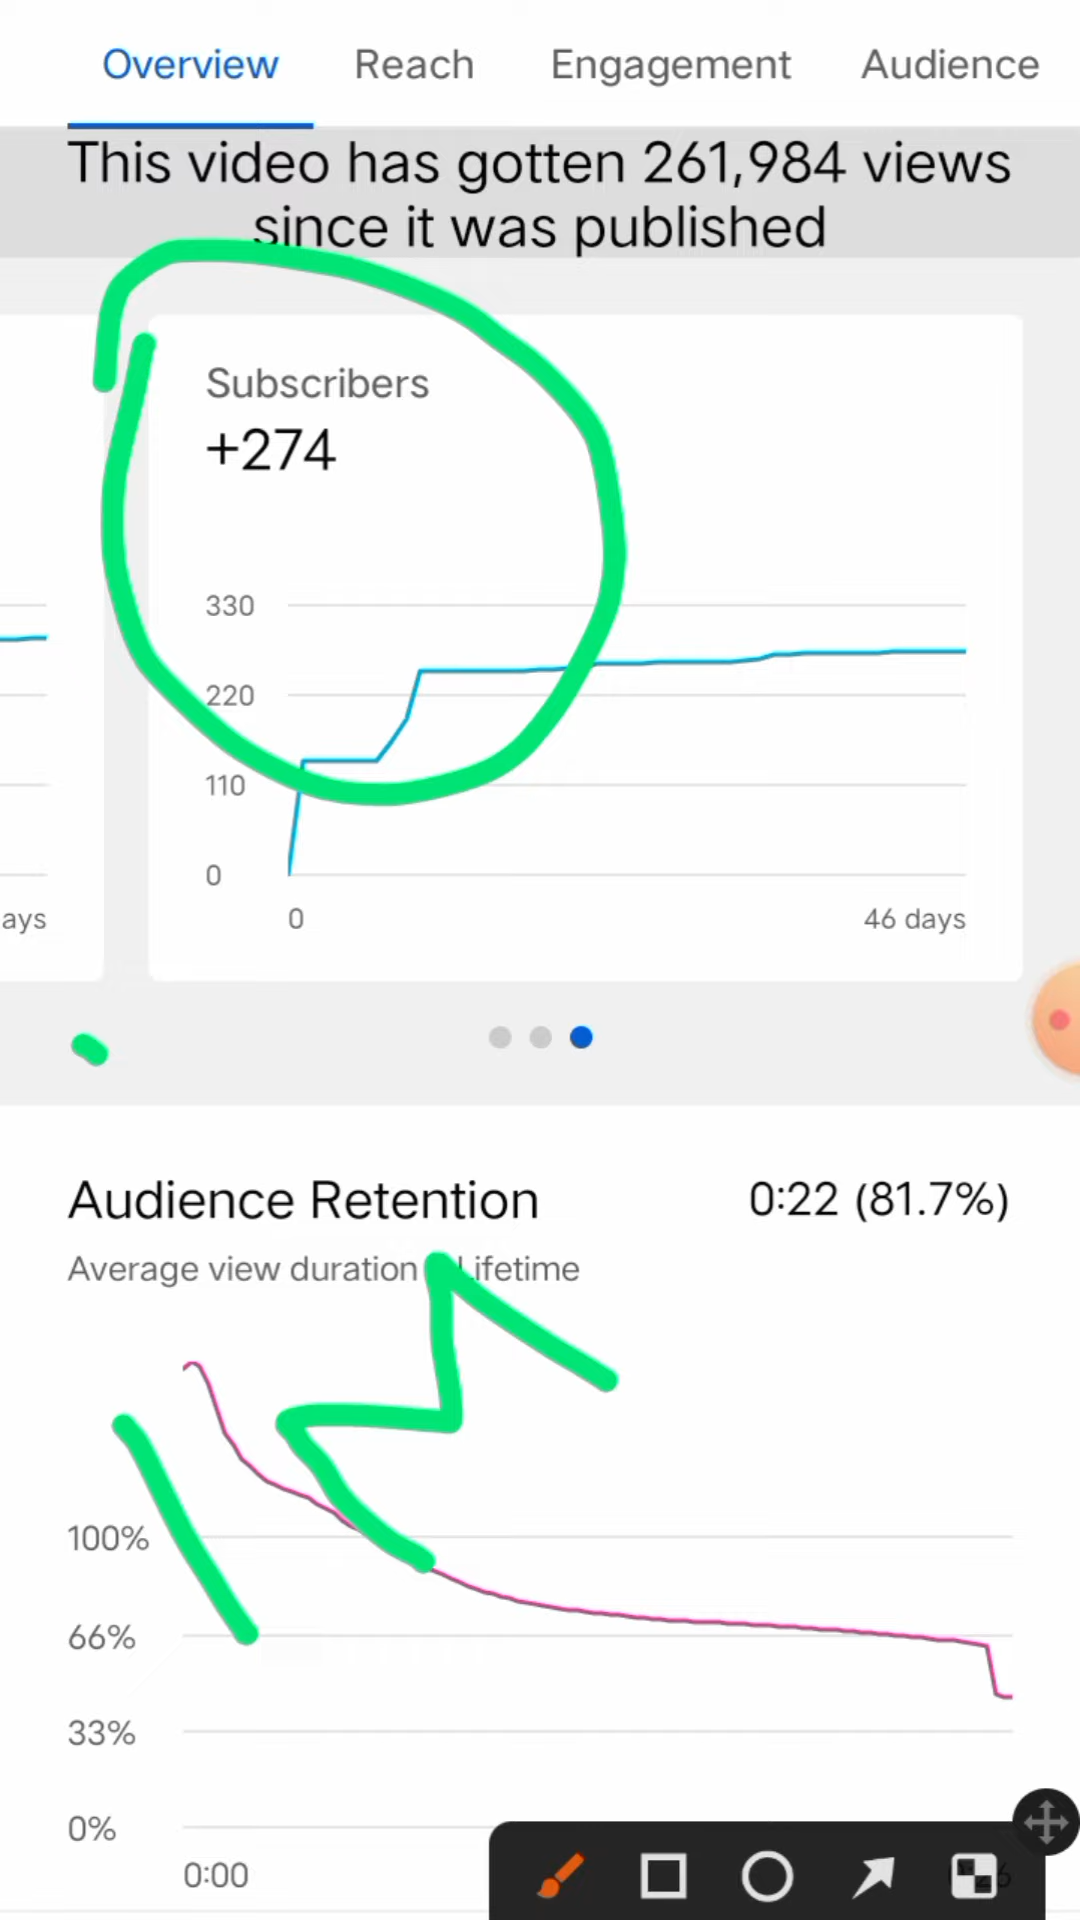 Overview Reach Engagement Audience
This video has gotten 261,984 views
since it was published
Subscribers
+274
330
220
110
0
0 46 days
ays
Audience Retention 0:22 (81.7%)
Average view duration Lifetime
100%
66%
33%
0%
0:00